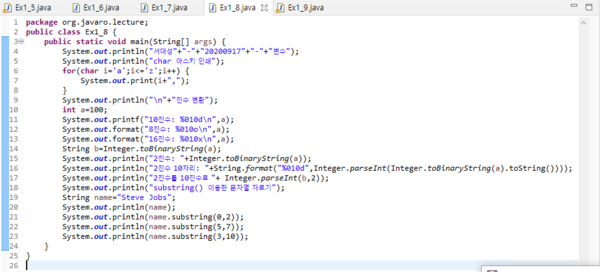 Ex1_5.java Ex1_6.java Ex1_7.java Ex1_8.java Ex1_9.java
1 package org.javaro.lecture;
2 public class Ex1_8 {
3 public static void main(String[] args) {
4 System.out.println("서대성"+"-"+"20200917"+"-"+"변수");
5 System.out.println("char 아스키 인쇄");
6 for(char i='a';i<='z';i++) {
7 System.out.print(i+",");
8 }
9 System.out.println("\n"+"진수 변환");
10 int a=100;
11 System.out.printf("10진수: %010d\n",a);
12 System.out.format("8진수: %010o\n",a);
13 System.out.format("16진수: %010x\n",a);
14 String b=Integer.toBinaryString(a);
15 System.out.println("2진수: "+Integer.toBinaryString(a));
16 System.out.println("2진수 10자리: "+String.format("%010d",Integer.parseInt(Integer.toBinaryString(a).toString())));
17 System.out.println("2진수를 10진수로 "+ Integer.parseInt(b,2));
18 System.out.println("substring() 이용한 문자열 자르기");
19 String name="Steve Jobs";
20 System.out.println(name);
21 System.out.println(name.substring(0,2));
22 System.out.println(name.substring(5,7));
23 System.out.println(name.substring(3,10));
24 }
25 }
26